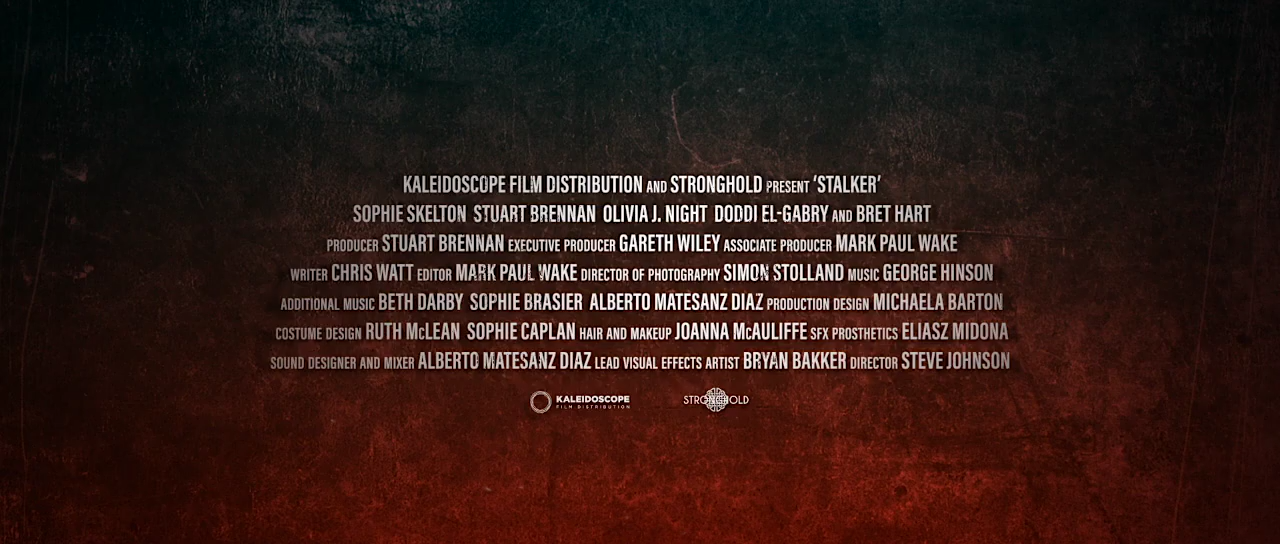 KALEIDOSCOPE FILM DISTRIBUTION AND STRONGHOLD PRESENT ‘STALKER’
SOPHIE SKELTON STUART BRENNAN OLIVIA J. NIGHT DODDI EL-GABRY AND BRET HART
PRODUCER STUART BRENNAN EXECUTIVE PRODUCER GARETH WILEY ASSOCIATE PRODUCER MARK PAUL WAKE
WRITER CHRIS WATT EDITOR MARK PAUL WAKE DIRECTOR OF PHOTOGRAPHY SIMON STOLLAND MUSIC GEORGE HINSON
ADDITIONAL MUSIC BETH DARBY SOPHIE BRASIER ALBERTO MATESANZ DIAZ PRODUCTION DESIGN MICHAELA BARTON
COSTUME DESIGN RUTH McLEAN SOPHIE CAPLAN HAIR AND MAKEUP JOANNA McAULIFFE SFX PROSTHETICS ELIASZ MIDONA
SOUND DESIGNER AND MIXER ALBERTO MATESANZ DIAZ LEAD VISUAL EFFECTS ARTIST BRYAN BAKKER DIRECTOR STEVE JOHNSON
KALEIDOSCOPE
FILM DISTRIBUTION
STRONGHOLD